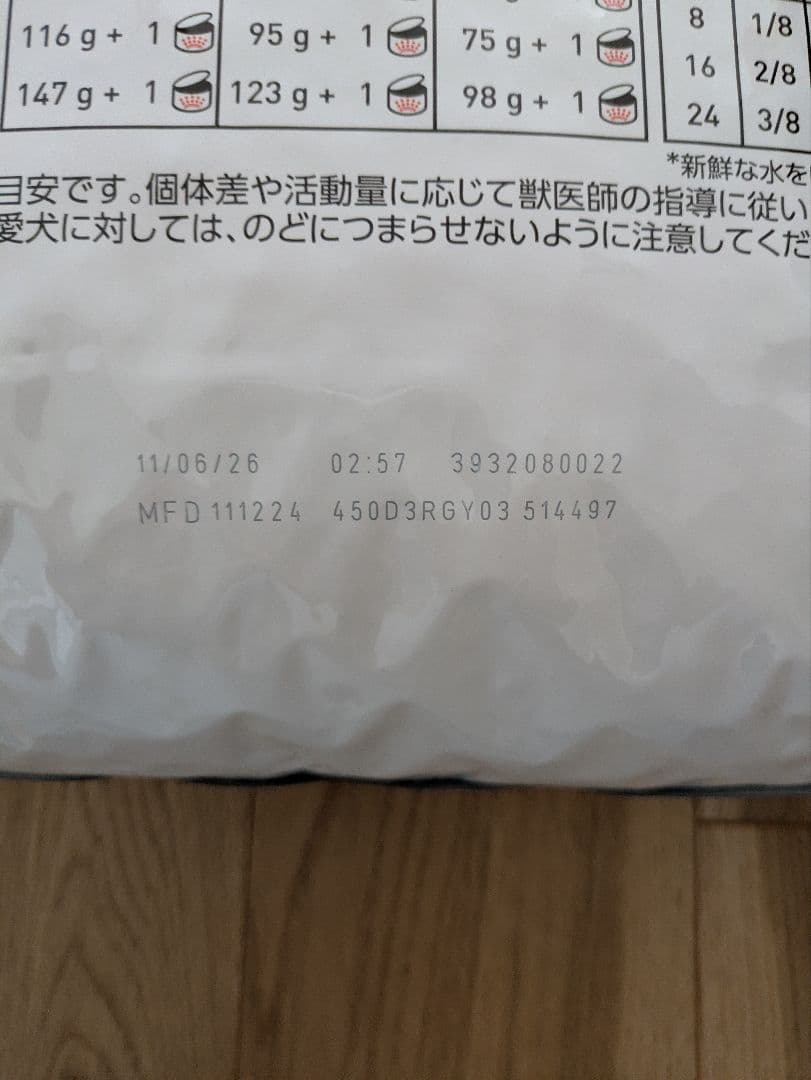 116 g + 1 95 g + 1 75 g + 1 8 1/8
147 g + 1 123 g + 1 98 g + 1 16 2/8
24 3/8
*新鮮な水を
目安です。個体差や活動量に応じて獣医師の指導に従い
愛犬に対しては、のどにつまらせないように注意してくだ
11/06/26 02:57 3932080022
MFD 111224 450D3RGY03 514497